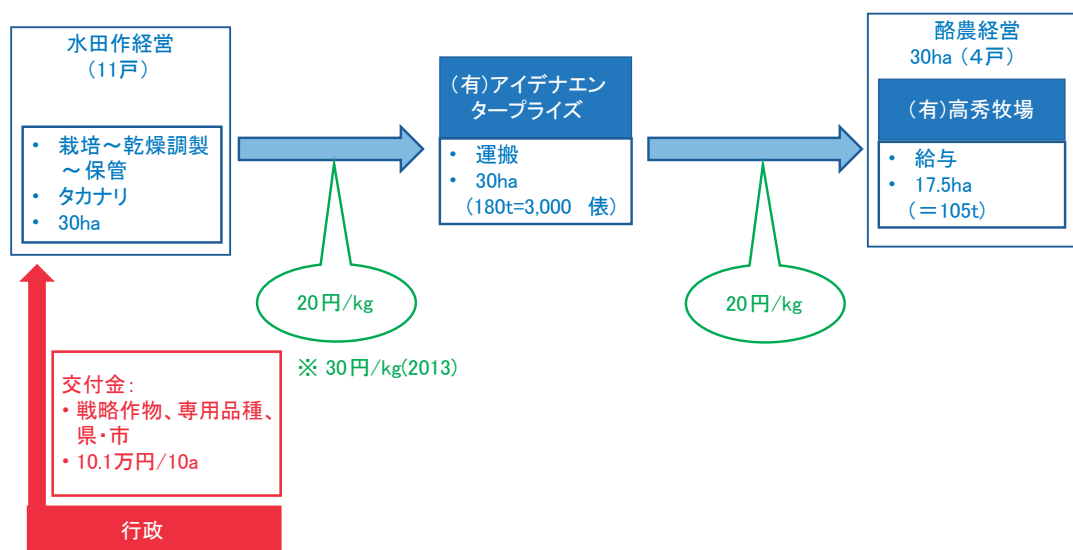 水田作経営
(11戸)
・ 栽培~乾燥調製
~保管
・ タカナリ
・ 30ha
(有)アイデナエン
タープライズ
・ 運搬
・ 30ha
(180t=3,000 俵)
酪農経営
30ha (4戸)
(有)高秀牧場
・ 給与
・ 17.5ha
(=105t)
20円/kg
20円/kg
※ 30円/kg(2013)
交付金:
・戦略作物、専用品種、
県・市
・10.1万円/10a
行政